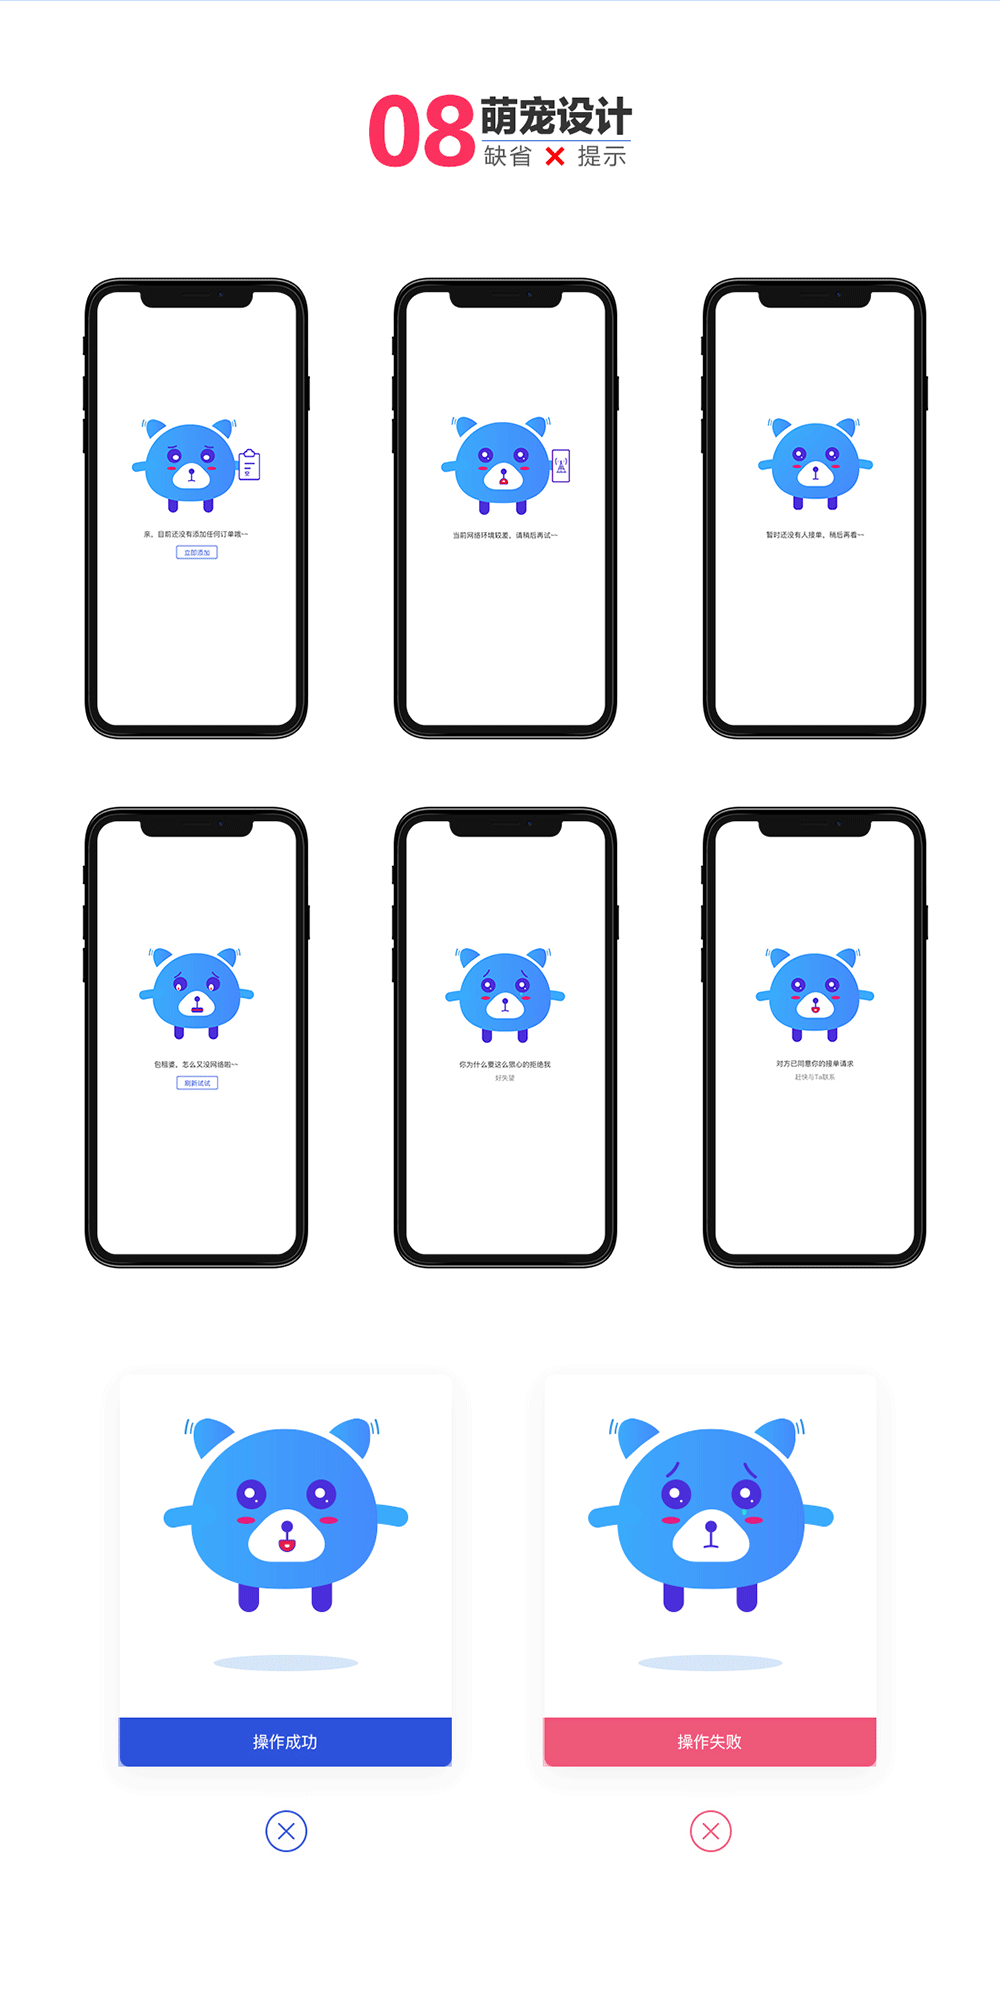 08 萌宠设计
缺省 × 提示
亲，目前还没有添加任何订单哦~~
立即添加
当前网络环境较差，请稍后再试~~
暂时还没有人接单，稍后再看~~
包租婆，怎么又没网络啦~~
刷新试试
你为什么要这么狠心的拒绝我
好失望
对方已同意你的接单请求
赶快与Ta联系
操作成功
操作失败